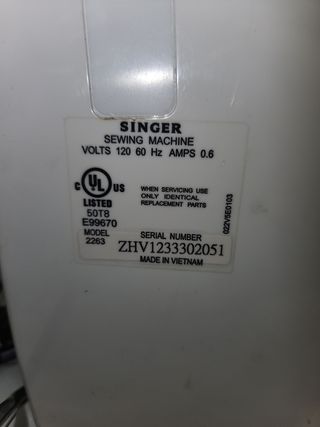 SINGER
SEWING MACHINE
VOLTS 120 60 Hz AMPS 0.6
C UL US
LISTED
50T8
E99670
MODEL
2263
WHEN SERVICING USE
ONLY IDENTICAL
REPLACEMENT PARTS
SERIAL NUMBER
ZHV1233302051
MADE IN VIETNAM
022V5E0103